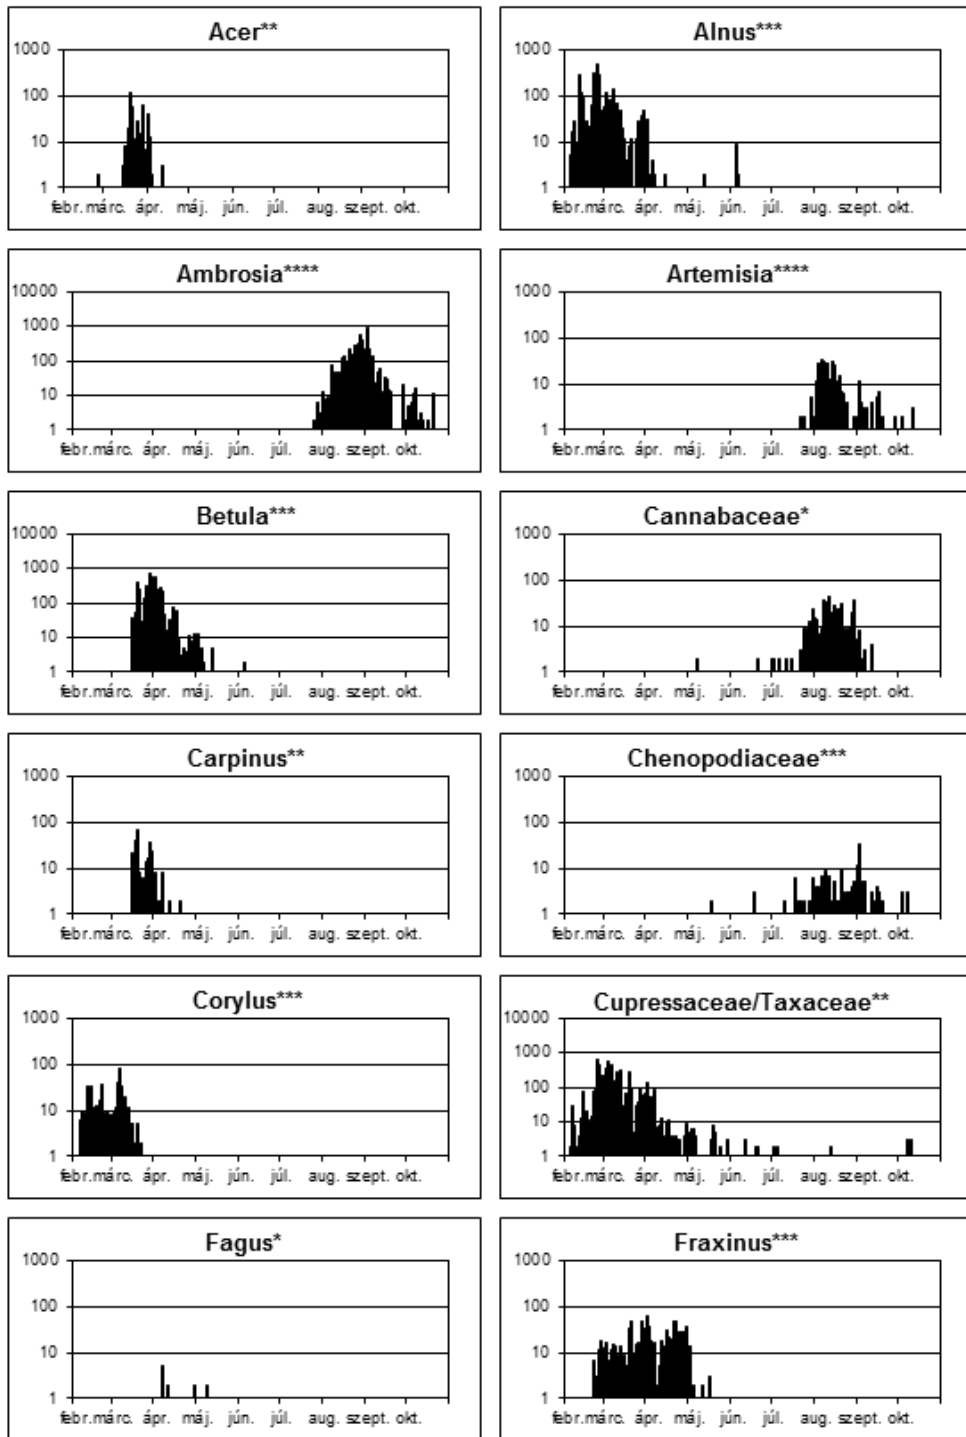 Acer**
1000
100
10
1
febr. márc. ápr. máj. jún. júl. aug. szept. okt.
Alnus***
1000
100
10
1
febr. márc. ápr. máj. jún. júl. aug. szept. okt.
Ambrosia****
10000
1000
100
10
1
febr. márc. ápr. máj. jún. júl. aug. szept. okt.
Artemisia****
1000
100
10
1
febr. márc. ápr. máj. jún. júl. aug. szept. okt.
Betula***
10000
1000
100
10
1
febr. márc. ápr. máj. jún. júl. aug. szept. okt.
Cannabaceae*
1000
100
10
1
febr. márc. ápr. máj. jún. júl. aug. szept. okt.
Carpinus**
1000
100
10
1
febr. márc. ápr. máj. jún. júl. aug. szept. okt.
Chenopodiaceae***
1000
100
10
1
febr. márc. ápr. máj. jún. júl. aug. szept. okt.
Corylus***
1000
100
10
1
febr. márc. ápr. máj. jún. júl. aug. szept. okt.
Cupressaceae/Taxaceae**
10000
1000
100
10
1
febr. márc. ápr. máj. jún. júl. aug. szept. okt.
Fagus*
1000
100
10
1
febr. márc. ápr. máj. jún. júl. aug. szept. okt.
Fraxinus***
1000
100
10
1
febr. márc. ápr. máj. jún. júl. aug. szept. okt.